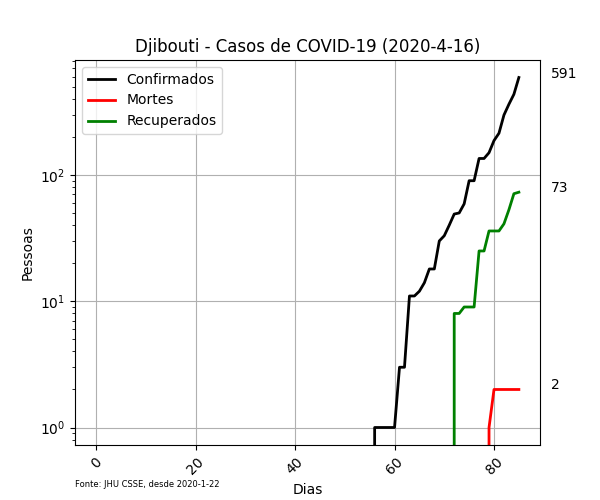 Djibouti - Casos de COVID-19 (2020-4-16)
Confirmados
Mortes
Recuperados
591
73
2
10²
10¹
10⁰
Pessoas
0
20
40
60
80
Dias
Fonte: JHU CSSE, desde 2020-1-22